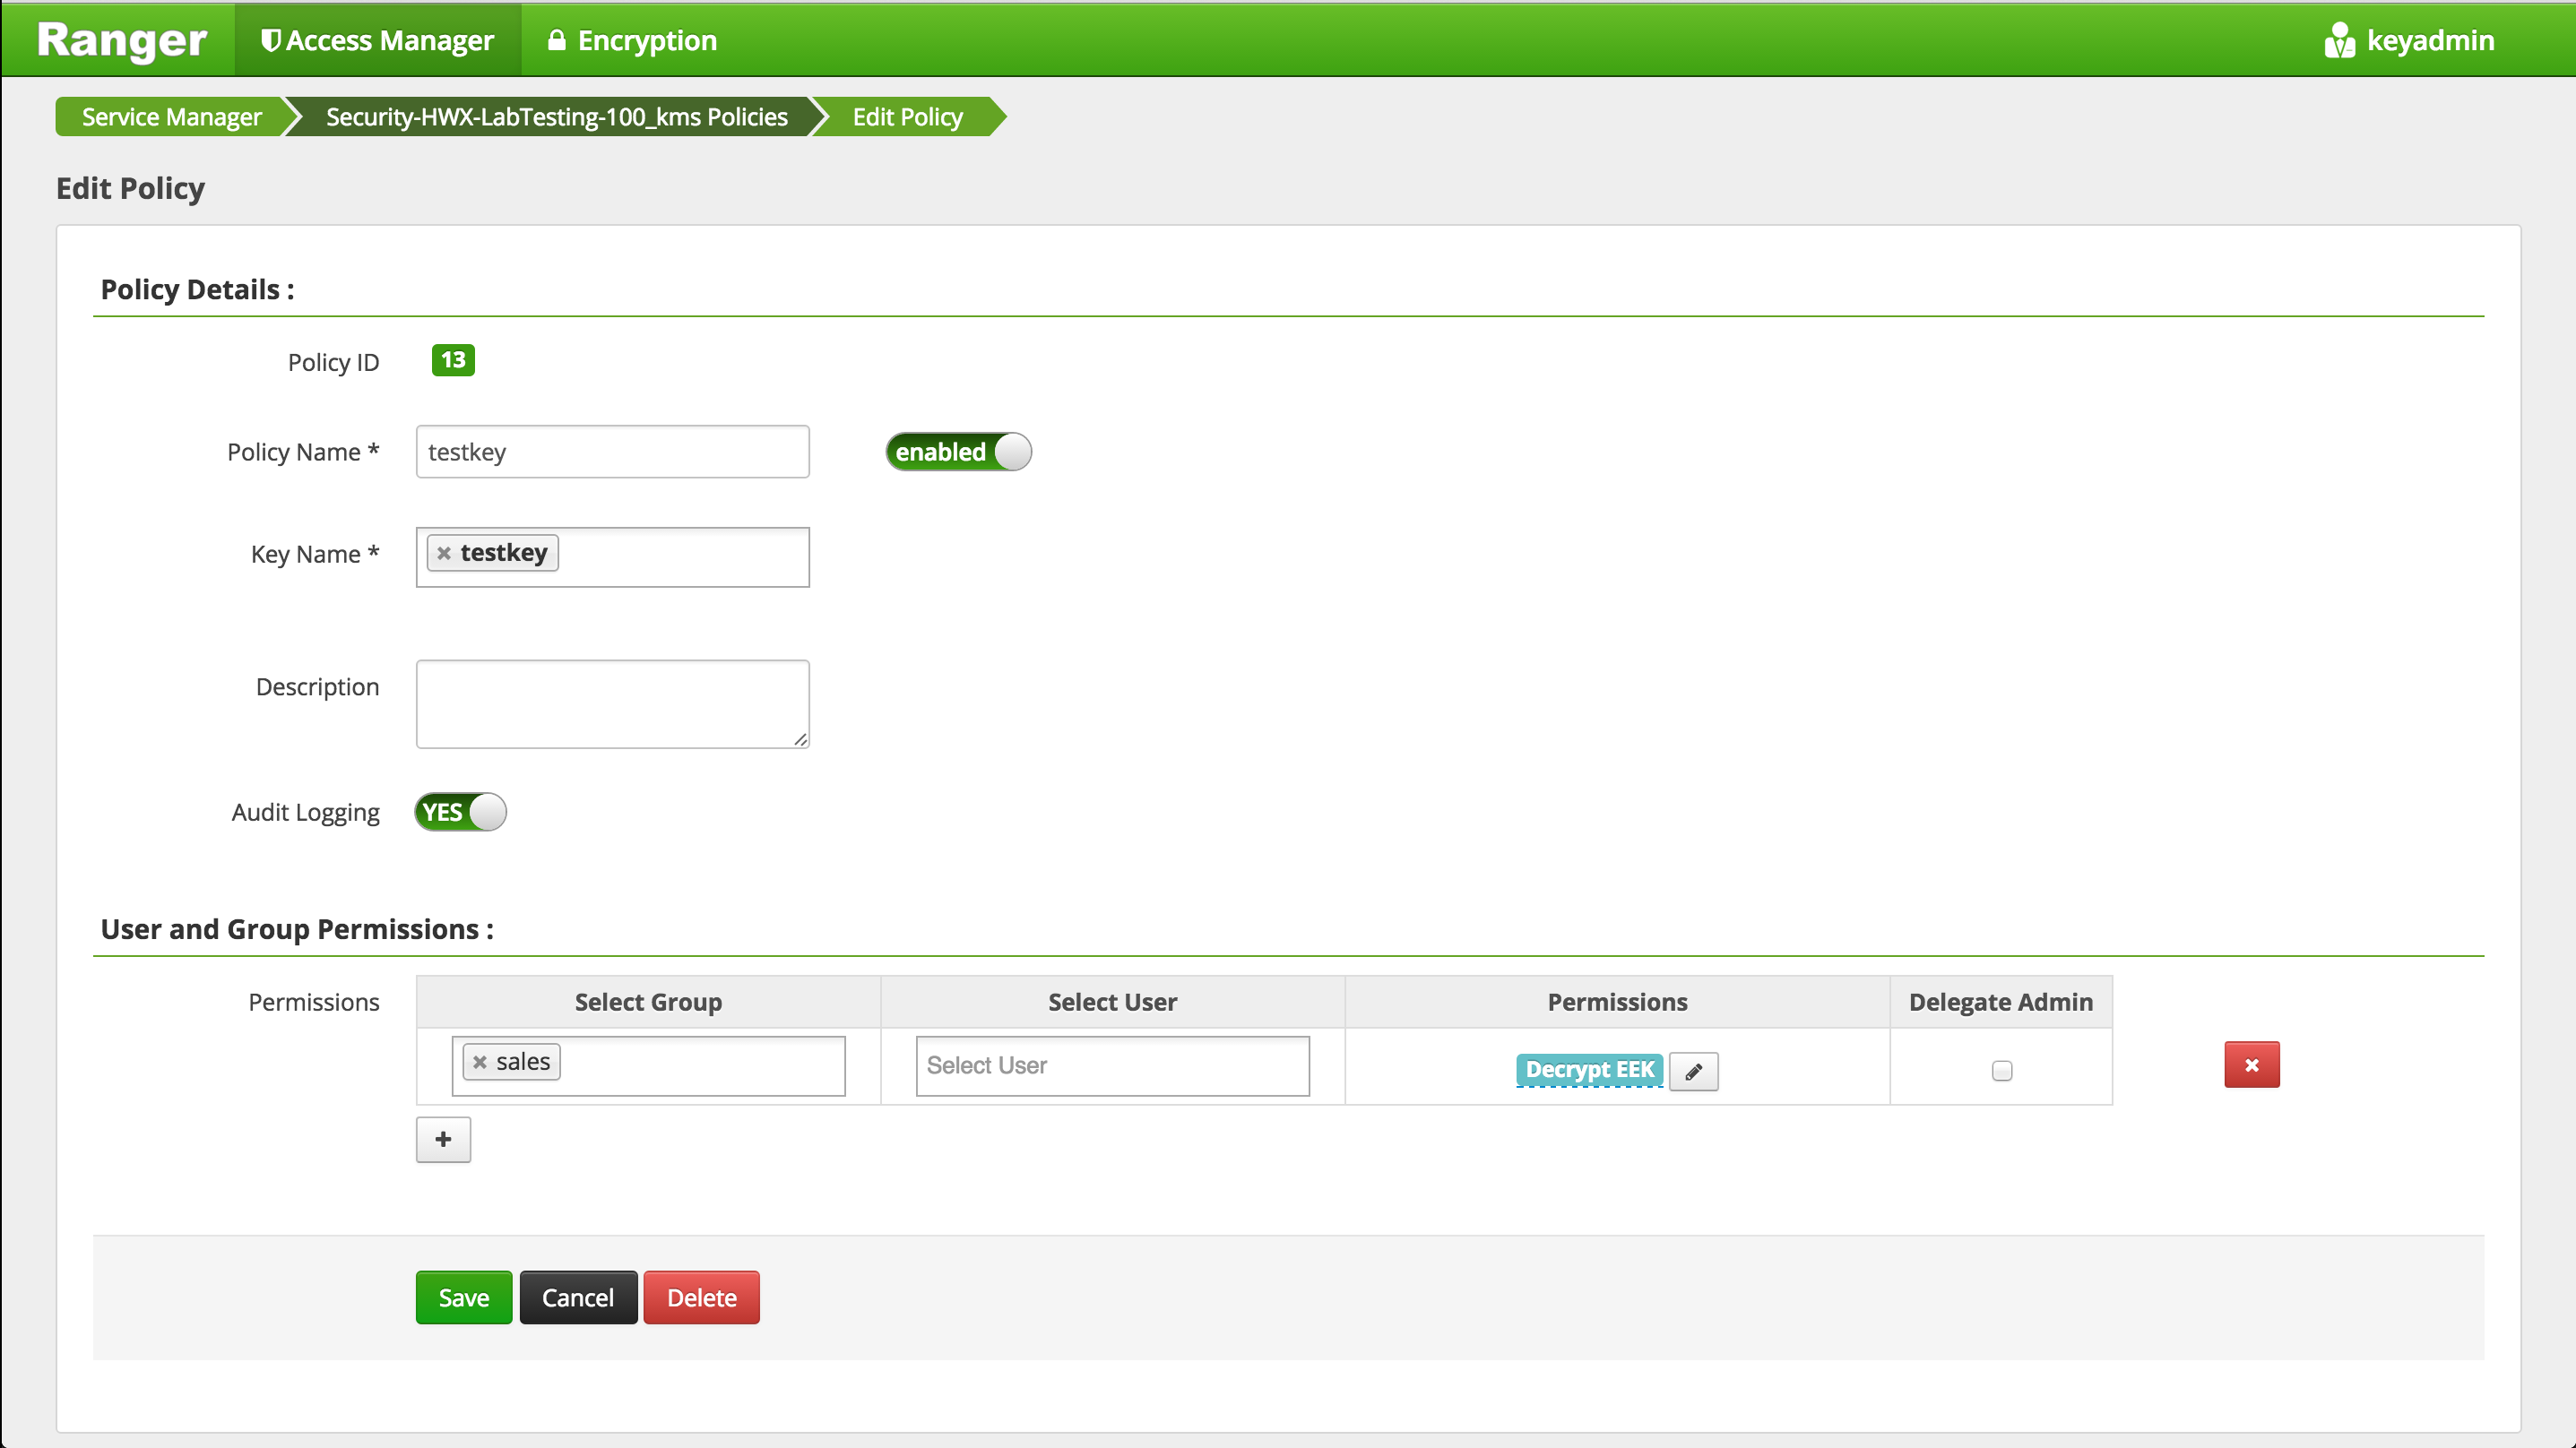 Ranger Access Manager Encryption keyadmin
Service Manager Security-HWX-LabTesting-100_kms Policies Edit Policy
Edit Policy
Policy Details :
Policy ID 13
Policy Name * testkey enabled
Key Name * testkey
Description
Audit Logging YES
User and Group Permissions :
Permissions Select Group Select User Permissions Delegate Admin
sales Select User Decrypt EEK
Save Cancel Delete